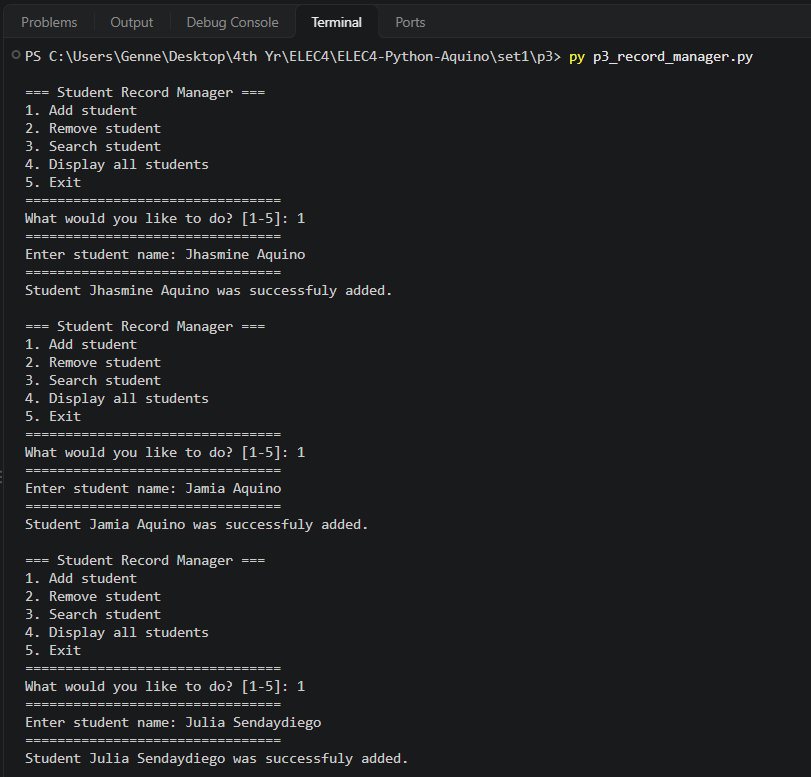 Problems Output Debug Console Terminal Ports
PS C:\Users\Genne\Desktop\4th Yr\ELEC4\ELEC4-Python-Aquino\set1\p3> py p3_record_manager.py
=== Student Record Manager ===
1. Add student
2. Remove student
3. Search student
4. Display all students
5. Exit
================================
What would you like to do? [1-5]: 1
================================
Enter student name: Jhasmine Aquino
================================
Student Jhasmine Aquino was successfuly added.
=== Student Record Manager ===
1. Add student
2. Remove student
3. Search student
4. Display all students
5. Exit
================================
What would you like to do? [1-5]: 1
================================
Enter student name: Jamia Aquino
================================
Student Jamia Aquino was successfuly added.
=== Student Record Manager ===
1. Add student
2. Remove student
3. Search student
4. Display all students
5. Exit
================================
What would you like to do? [1-5]: 1
================================
Enter student name: Julia Sendaydiego
================================
Student Julia Sendaydiego was successfuly added.